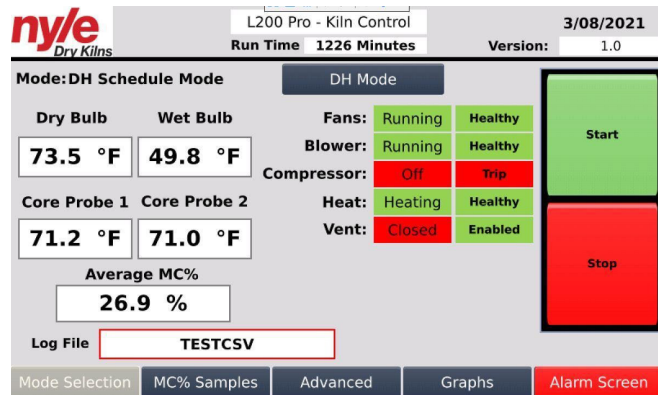 nyle
Dry Kilns
L200 Pro - Kiln Control
3/08/2021
Run Time 1226 Minutes
Version: 1.0
Mode: DH Schedule Mode
DH Mode
Dry Bulb Wet Bulb
73.5 °F 49.8 °F
Core Probe 1 Core Probe 2
71.2 °F 71.0 °F
Average MC%
26.9 %
Log File TESTCSV
Fans: Running Healthy
Blower: Running Healthy
Compressor: Off Trip
Heat: Heating Healthy
Vent: Closed Enabled
Start
Stop
Mode Selection MC% Samples Advanced Graphs Alarm Screen